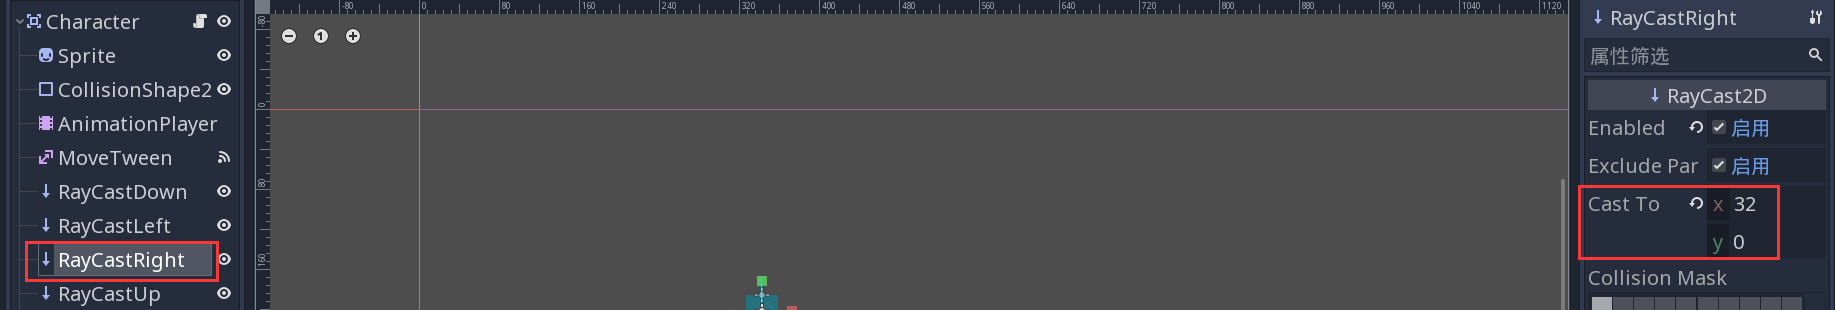 Character
Sprite
CollisionShape2
AnimationPlayer
MoveTween
RayCastDown
RayCastLeft
RayCastRight
RayCastUp
-80 0 80 160 240 320 400 480 560 640 720 800 880 960 1040 1120
-80
0
80
160
1
RayCastRight
属性筛选
RayCast2D
Enabled 启用
Exclude Par 启用
Cast To x 32
y 0
Collision Mask